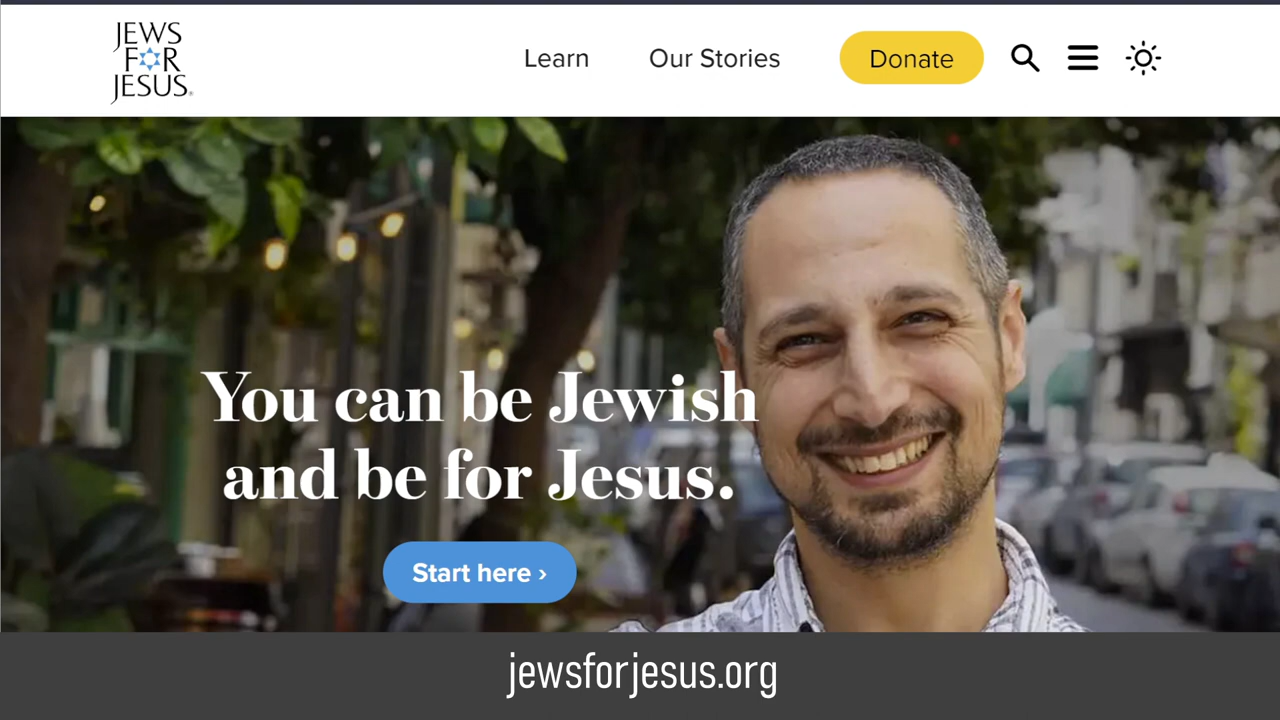 JEWS
FOR
JESUS®
Learn
Our Stories
Donate
You can be Jewish
and be for Jesus.
Start here ›
jewsforjesus.org